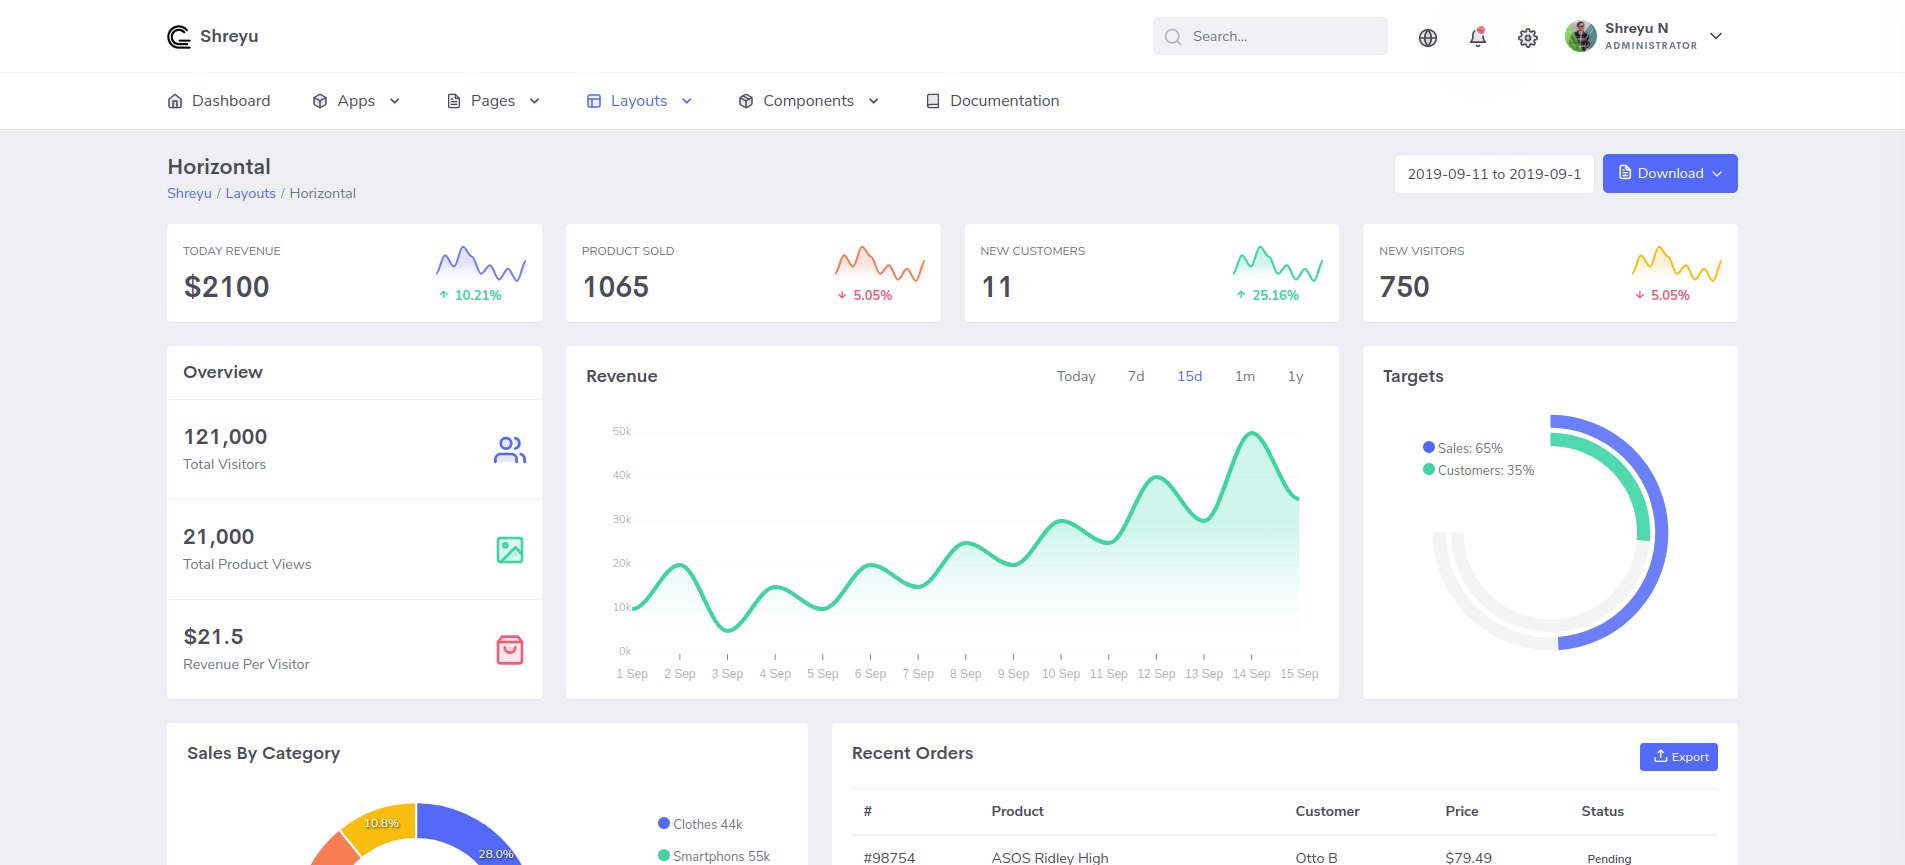 Shreyu
Search...
Shreyu N
ADMINISTRATOR
Dashboard Apps Pages Layouts Components Documentation
Horizontal
Shreyu / Layouts / Horizontal
2019-09-11 to 2019-09-1
Download
TODAY REVENUE
$2100
10.21%
PRODUCT SOLD
1065
5.05%
NEW CUSTOMERS
11
25.16%
NEW VISITORS
750
5.05%
Overview
121,000
Total Visitors
21,000
Total Product Views
$21.5
Revenue Per Visitor
Revenue
Today 7d 15d 1m 1y
50k
40k
30k
20k
10k
0k
1 Sep 2 Sep 3 Sep 4 Sep 5 Sep 6 Sep 7 Sep 8 Sep 9 Sep 10 Sep 11 Sep 12 Sep 13 Sep 14 Sep 15 Sep
Targets
Sales: 65%
Customers: 35%
Sales By Category
10.8%
28.0%
Clothes 44k
Smartphons 55k
Recent Orders
Export
# Product Customer Price Status
#98754 ASOS Ridley High Otto B $79.49 Pending